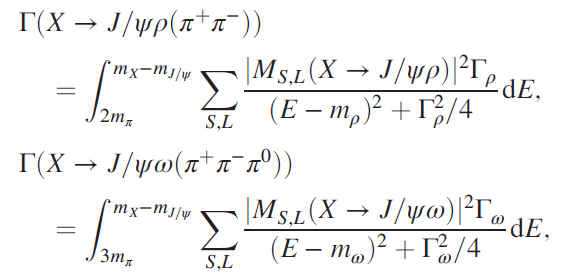 Γ(X → J/ψρ(π⁺π⁻))
= ∫_{2m_π}^{m_X−m_{J/ψ}} ∑_{S,L} |M_{S,L}(X → J/ψρ)|²Γ_ρ / (E − m_ρ)² + Γ_ρ²/4 dE,
Γ(X → J/ψω(π⁺π⁻π⁰))
= ∫_{3m_π}^{m_X−m_{J/ψ}} ∑_{S,L} |M_{S,L}(X → J/ψω)|²Γ_ω / (E − m_ω)² + Γ_ω²/4 dE,